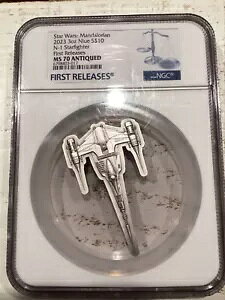 Star Wars: Mandalorian
2023 3oz Niue S$10
N-1 Starfighter
First Releases
MS 70 ANTIQUED
FIRST RELEASES
NGC